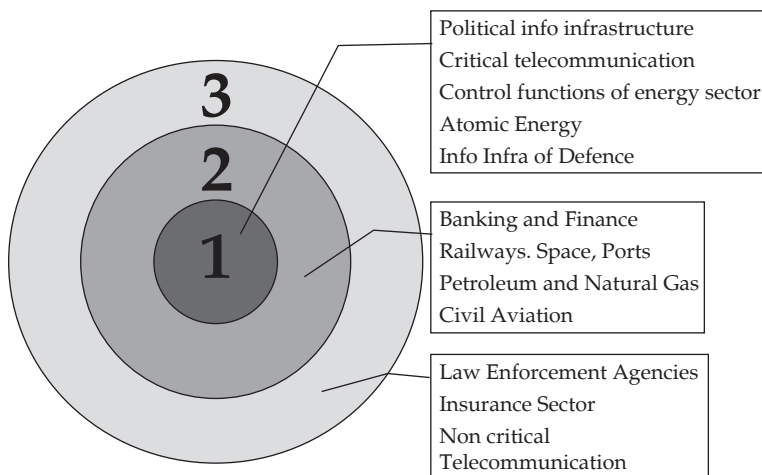 3
2
1
Political info infrastructure
Critical telecommunication
Control functions of energy sector
Atomic Energy
Info Infra of Defence
Banking and Finance
Railways. Space, Ports
Petroleum and Natural Gas
Civil Aviation
Law Enforcement Agencies
Insurance Sector
Non critical
Telecommunication